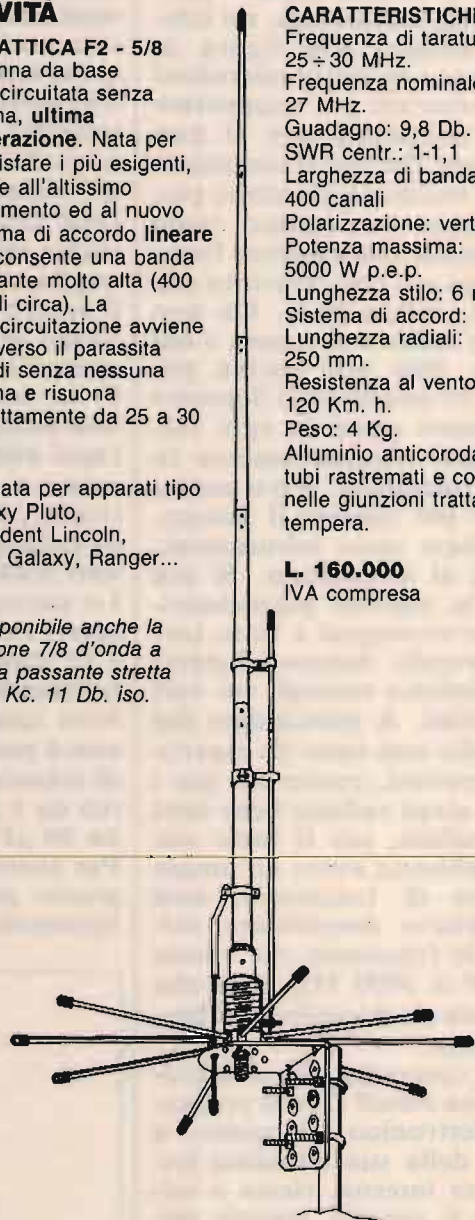 VITÀ
ATTICA F2 - 5/8
nna da base
circuitata senza
na, ultima
erazione. Nata per
isfare i più esigenti,
e all'altissimo
mento ed al nuovo
ma di accordo lineare
consente una banda
ante molto alta (400
li circa). La
circuitazione avviene
verso il parassita
di senza nessuna
na e risuona
ttamente da 25 a 30
ata per apparati tipo
xy Pluto,
dent Lincoln,
Galaxy, Ranger...
ponibile anche la
one 7/8 d'onda a
a passante stretta
Kc. 11 Db. iso.
CARATTERISTICHE
Frequenza di taratu
25÷30 MHz.
Frequenza nominale
27 MHz.
Guadagno: 9,8 Db.
SWR centr.: 1-1,1
Larghezza di banda
400 canali
Polarizzazione: vert
Potenza massima:
5000 W p.e.p.
Lunghezza stilo: 6 m
Sistema di accord:
Lunghezza radiali:
250 mm.
Resistenza al vento
120 Km. h.
Peso: 4 Kg.
Alluminio anticoroda
tubi rastremati e co
nelle giunzioni tratta
tempera.
L. 160.000
IVA compresa